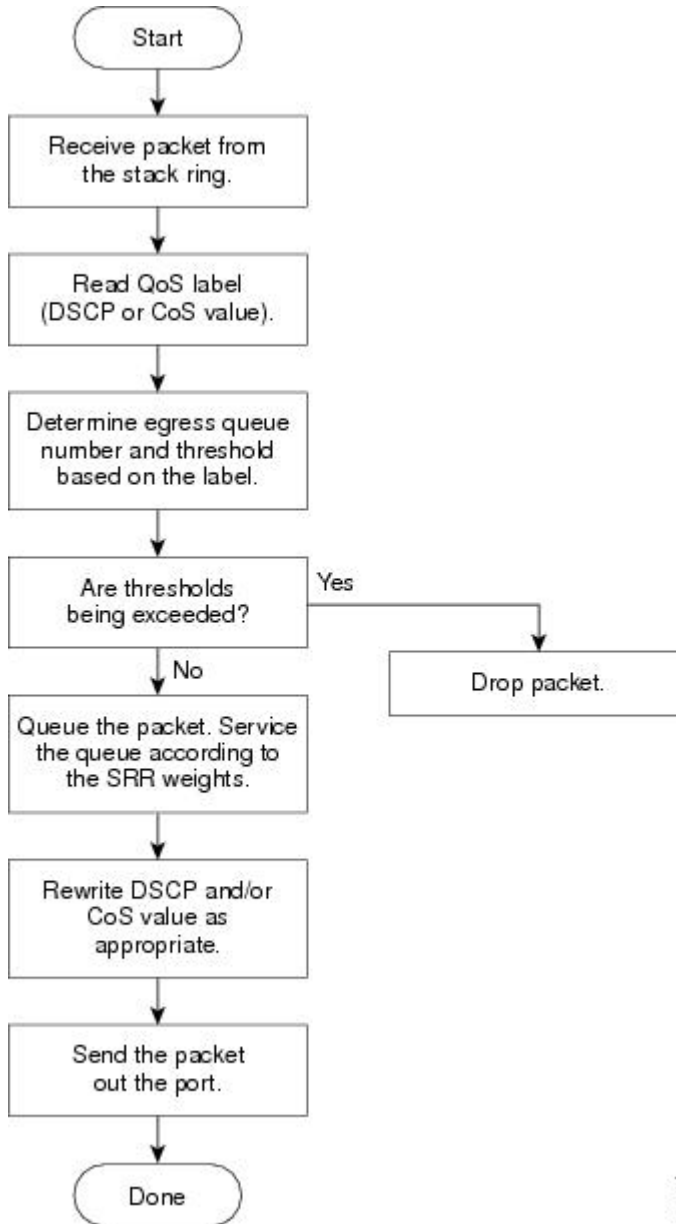 Start
Receive packet from
the stack ring.
Read QoS label
(DSCP or CoS value).
Determine egress queue
number and threshold
based on the label.
Are thresholds
being exceeded?
Yes
No
Drop packet.
Queue the packet. Service
the queue according to
the SRR weights.
Rewrite DSCP and/or
CoS value as
appropriate.
Send the packet
out the port.
Done